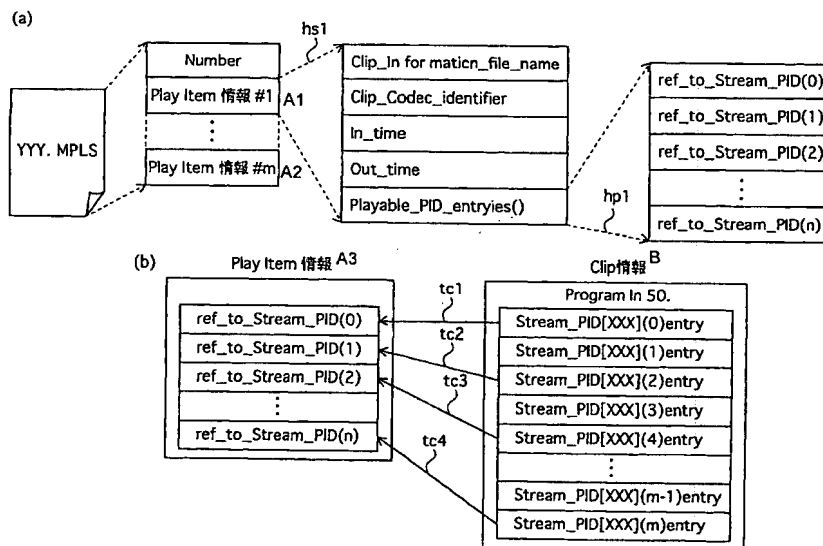 (a)
hs1
Number
Play Item 情報 #1
A1
⋮
Play Item 情報 #m
A2
YYY. MPLS
Clip_In for maticn_file_name
Clip_Codec_identifier
In_time
Out_time
Playable_PID_entryies()
hp1
ref_to_Stream_PID(0)
ref_to_Stream_PID(1)
ref_to_Stream_PID(2)
⋮
ref_to_Stream_PID(n)
(b)
Play Item 情報 A3
ref_to_Stream_PID(0)
ref_to_Stream_PID(1)
ref_to_Stream_PID(2)
⋮
ref_to_Stream_PID(n)
tc1
tc2
tc3
tc4
Clip情報 B
Program In 50.
Stream_PID[XXX](0)entry
Stream_PID[XXX](1)entry
Stream_PID[XXX](2)entry
Stream_PID[XXX](3)entry
Stream_PID[XXX](4)entry
⋮
Stream_PID[XXX](m-1)entry
Stream_PID[XXX](m)entry